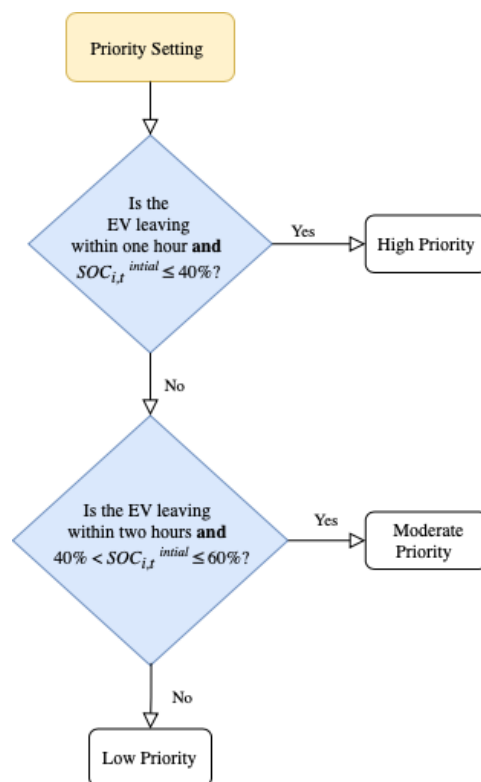 Priority Setting
Is the
EV leaving
within one hour and
SOC_{i,t}^{intial} ≤ 40%?
Yes
High Priority
No
Is the EV leaving
within two hours and
40% < SOC_{i,t}^{intial} ≤ 60%?
Yes
Moderate
Priority
No
Low Priority